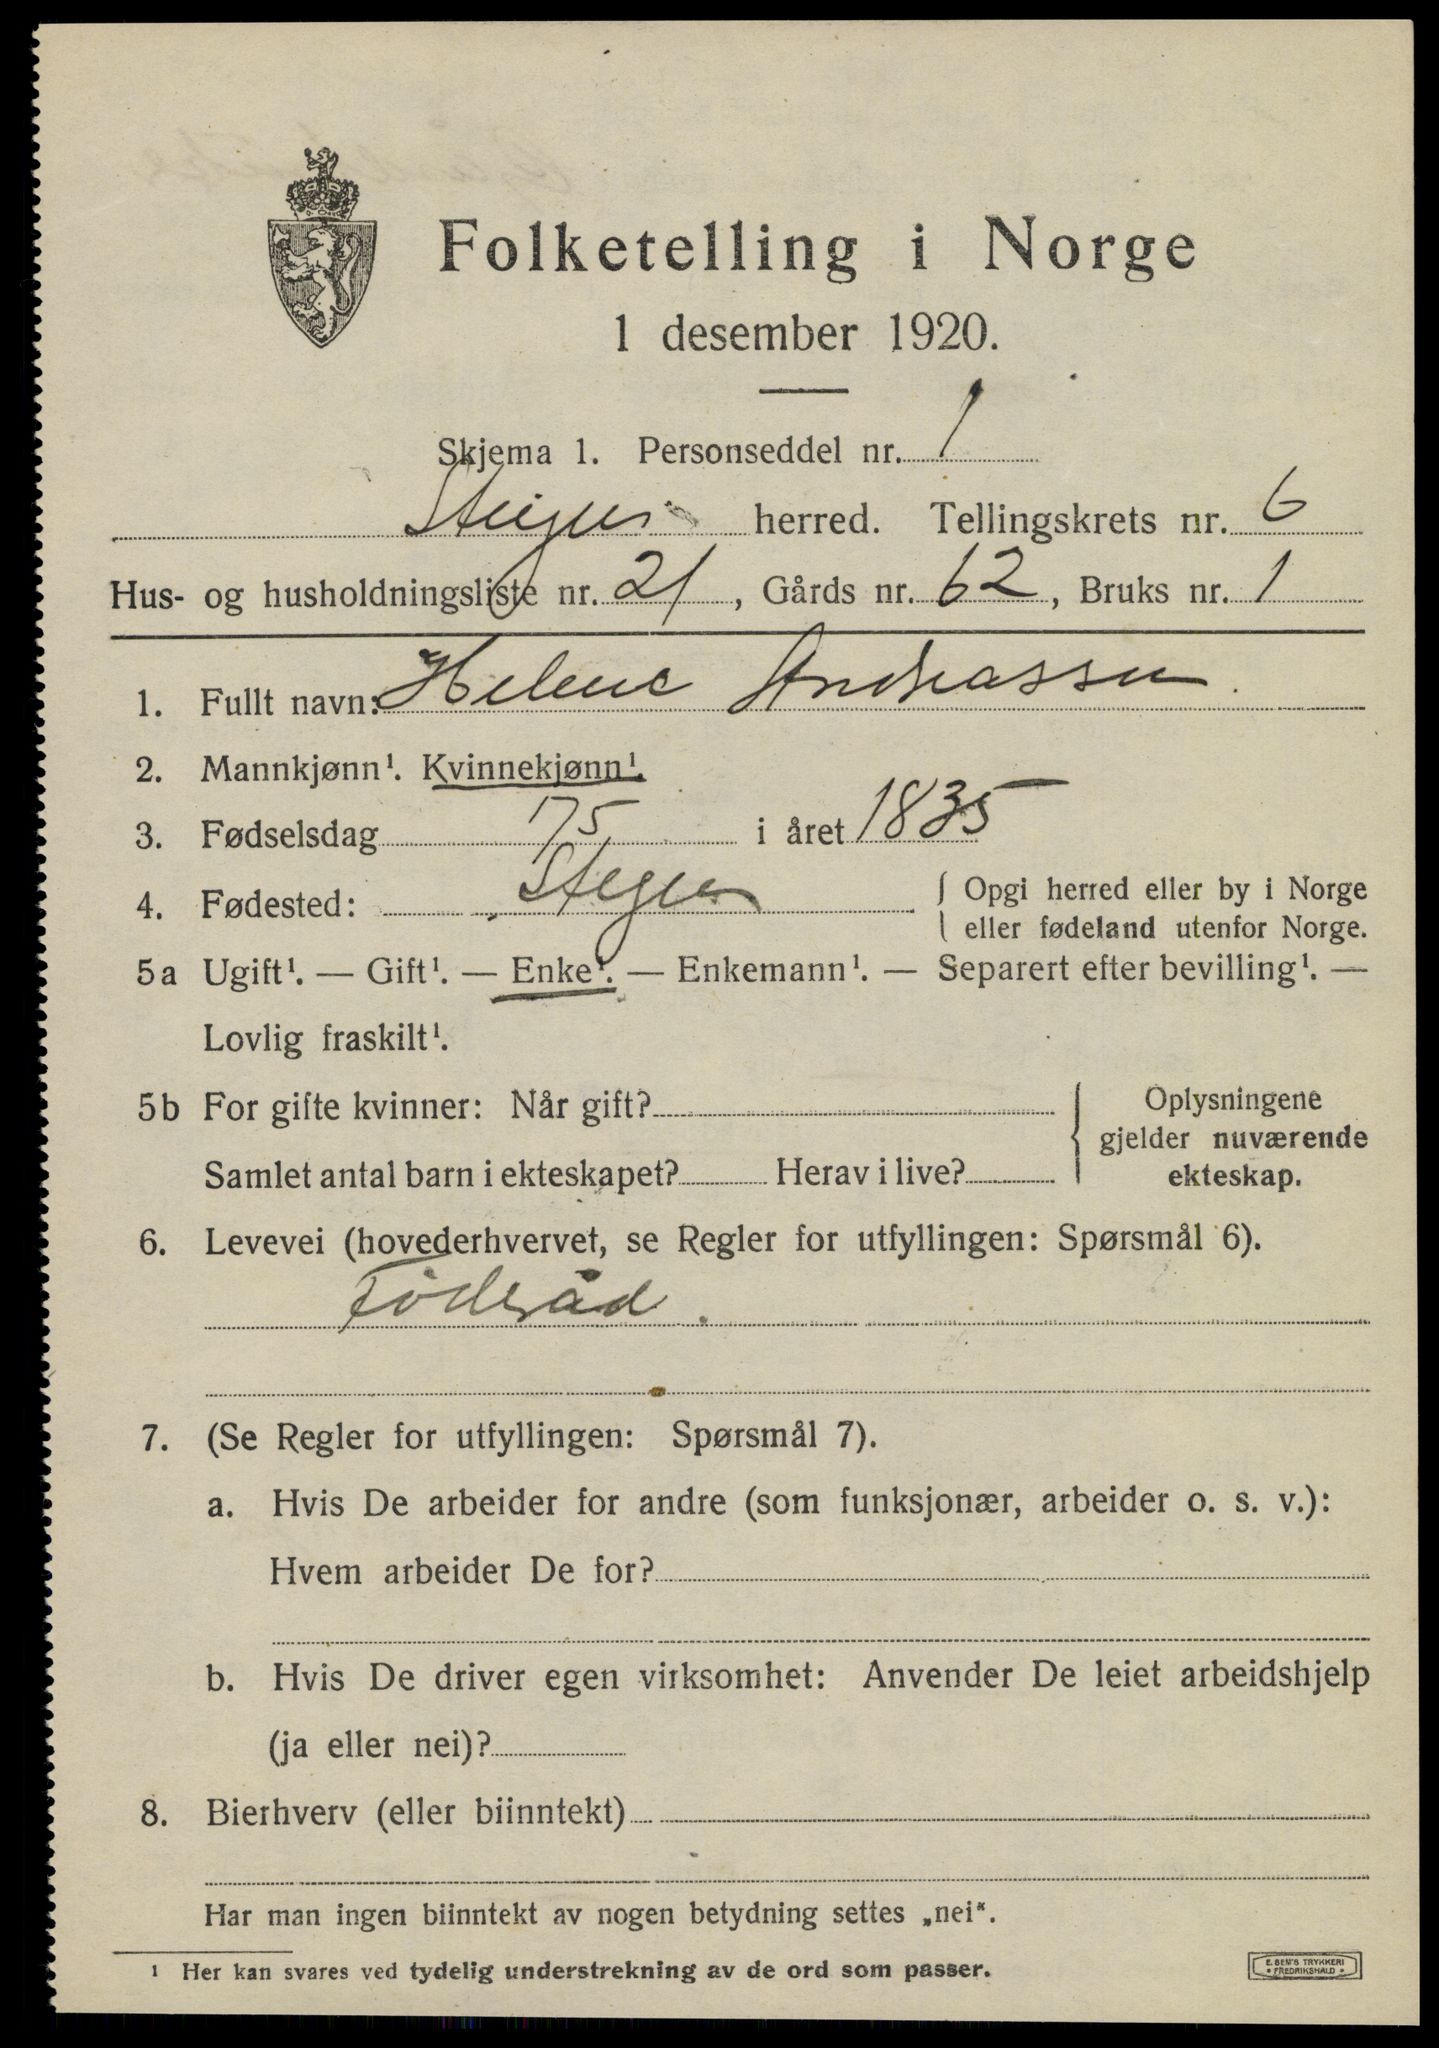 Folketelling i Norge
1 desember 1920.
Skjema 1. Personseddel nr. 1
Steigen herred. Tellingskrets nr. 6
Hus- og husholdningsliste nr. 21, Gårds nr. 62, Bruks nr. 1
1. Fullt navn: Helene Andreassen.
2. Mannkjønn¹. Kvinnekjønn¹.
3. Fødselsdag 17/5 i året 1835
4. Fødested: Stegen { Opgi herred eller by i Norge
eller fødeland utenfor Norge.
5a Ugift¹. — Gift¹. — Enke¹. — Enkemann¹. — Separert efter bevilling¹. —
Lovlig fraskilt¹.
5b For gifte kvinner: Når gift? { Oplysningene
gjelder nuværende
Samlet antal barn i ekteskapet? Herav i live? ekteskap.
6. Levevei (hovederhvervet, se Regler for utfyllingen: Spørsmål 6).
Föderåd.
7. (Se Regler for utfyllingen: Spørsmål 7).
a. Hvis De arbeider for andre (som funksjonær, arbeider o. s. v.):
Hvem arbeider De for?
b. Hvis De driver egen virksomhet: Anvender De leiet arbeidshjelp
(ja eller nei)?
8. Bierhverv (eller biinntekt)
Har man ingen biinntekt av nogen betydning settes „nei".
¹ Her kan svares ved tydelig understrekning av de ord som passer.
E. SEM'S TRYKKERI
• FREDRIKSHALD •